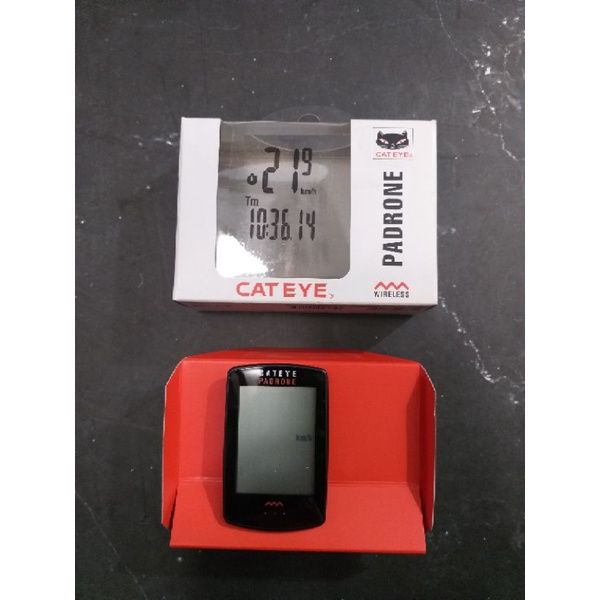 21.9
km/h
Tm
10:36.14
CATEYE
CATEYE
PADRONE
WIRELESS
CATEYE
PADRONE
km/h